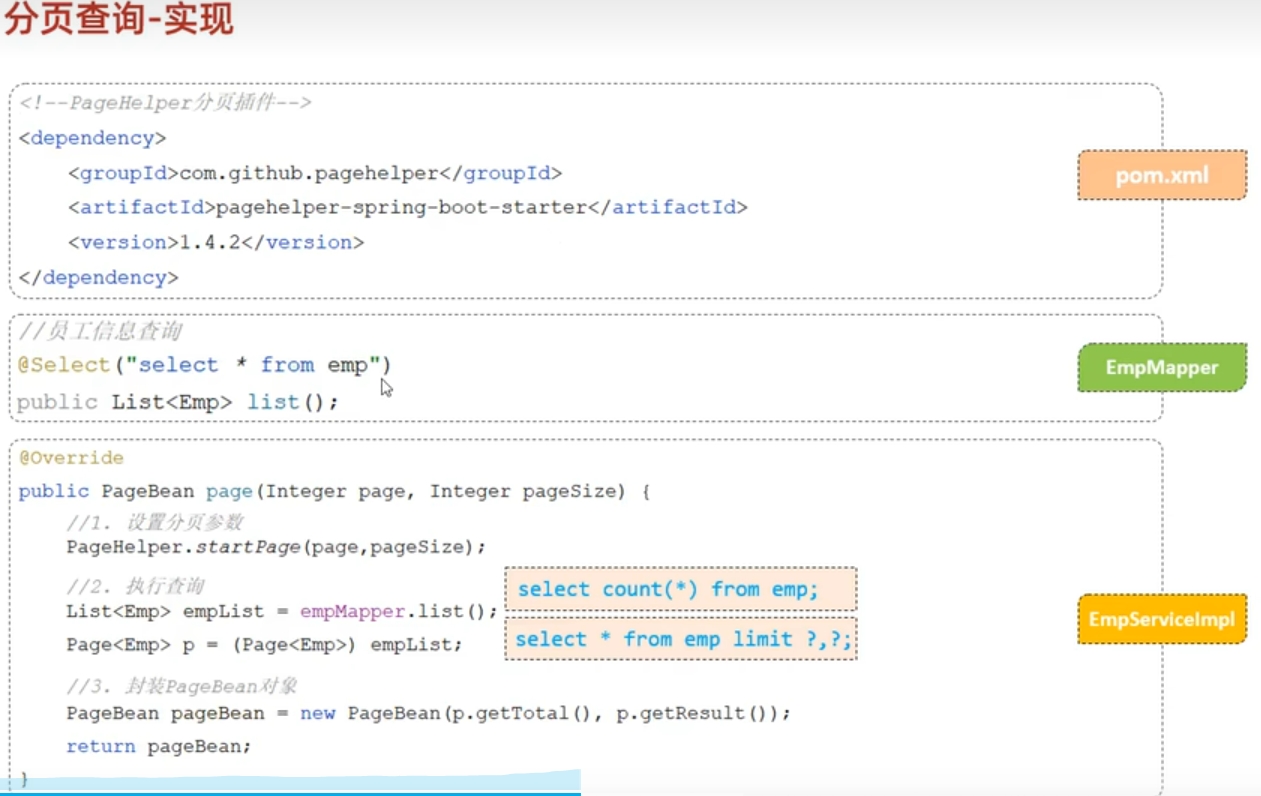 分页查询-实现
<!--PageHelper分页插件-->
<dependency>
    <groupId>com.github.pagehelper</groupId>
    <artifactId>pagehelper-spring-boot-starter</artifactId>
    <version>1.4.2</version>
</dependency>
pom.xml
//员工信息查询
@Select("select * from emp")
public List<Emp> list();
EmpMapper
@Override
public PageBean page(Integer page, Integer pageSize) {
    //1. 设置分页参数
    PageHelper.startPage(page,pageSize);
    //2. 执行查询
    List<Emp> empList = empMapper.list();
    Page<Emp> p = (Page<Emp>) empList;
select count(*) from emp;
select * from emp limit ?,?;
    //3. 封装PageBean对象
    PageBean pageBean = new PageBean(p.getTotal(), p.getResult());
    return pageBean;
}
EmpServiceImpl